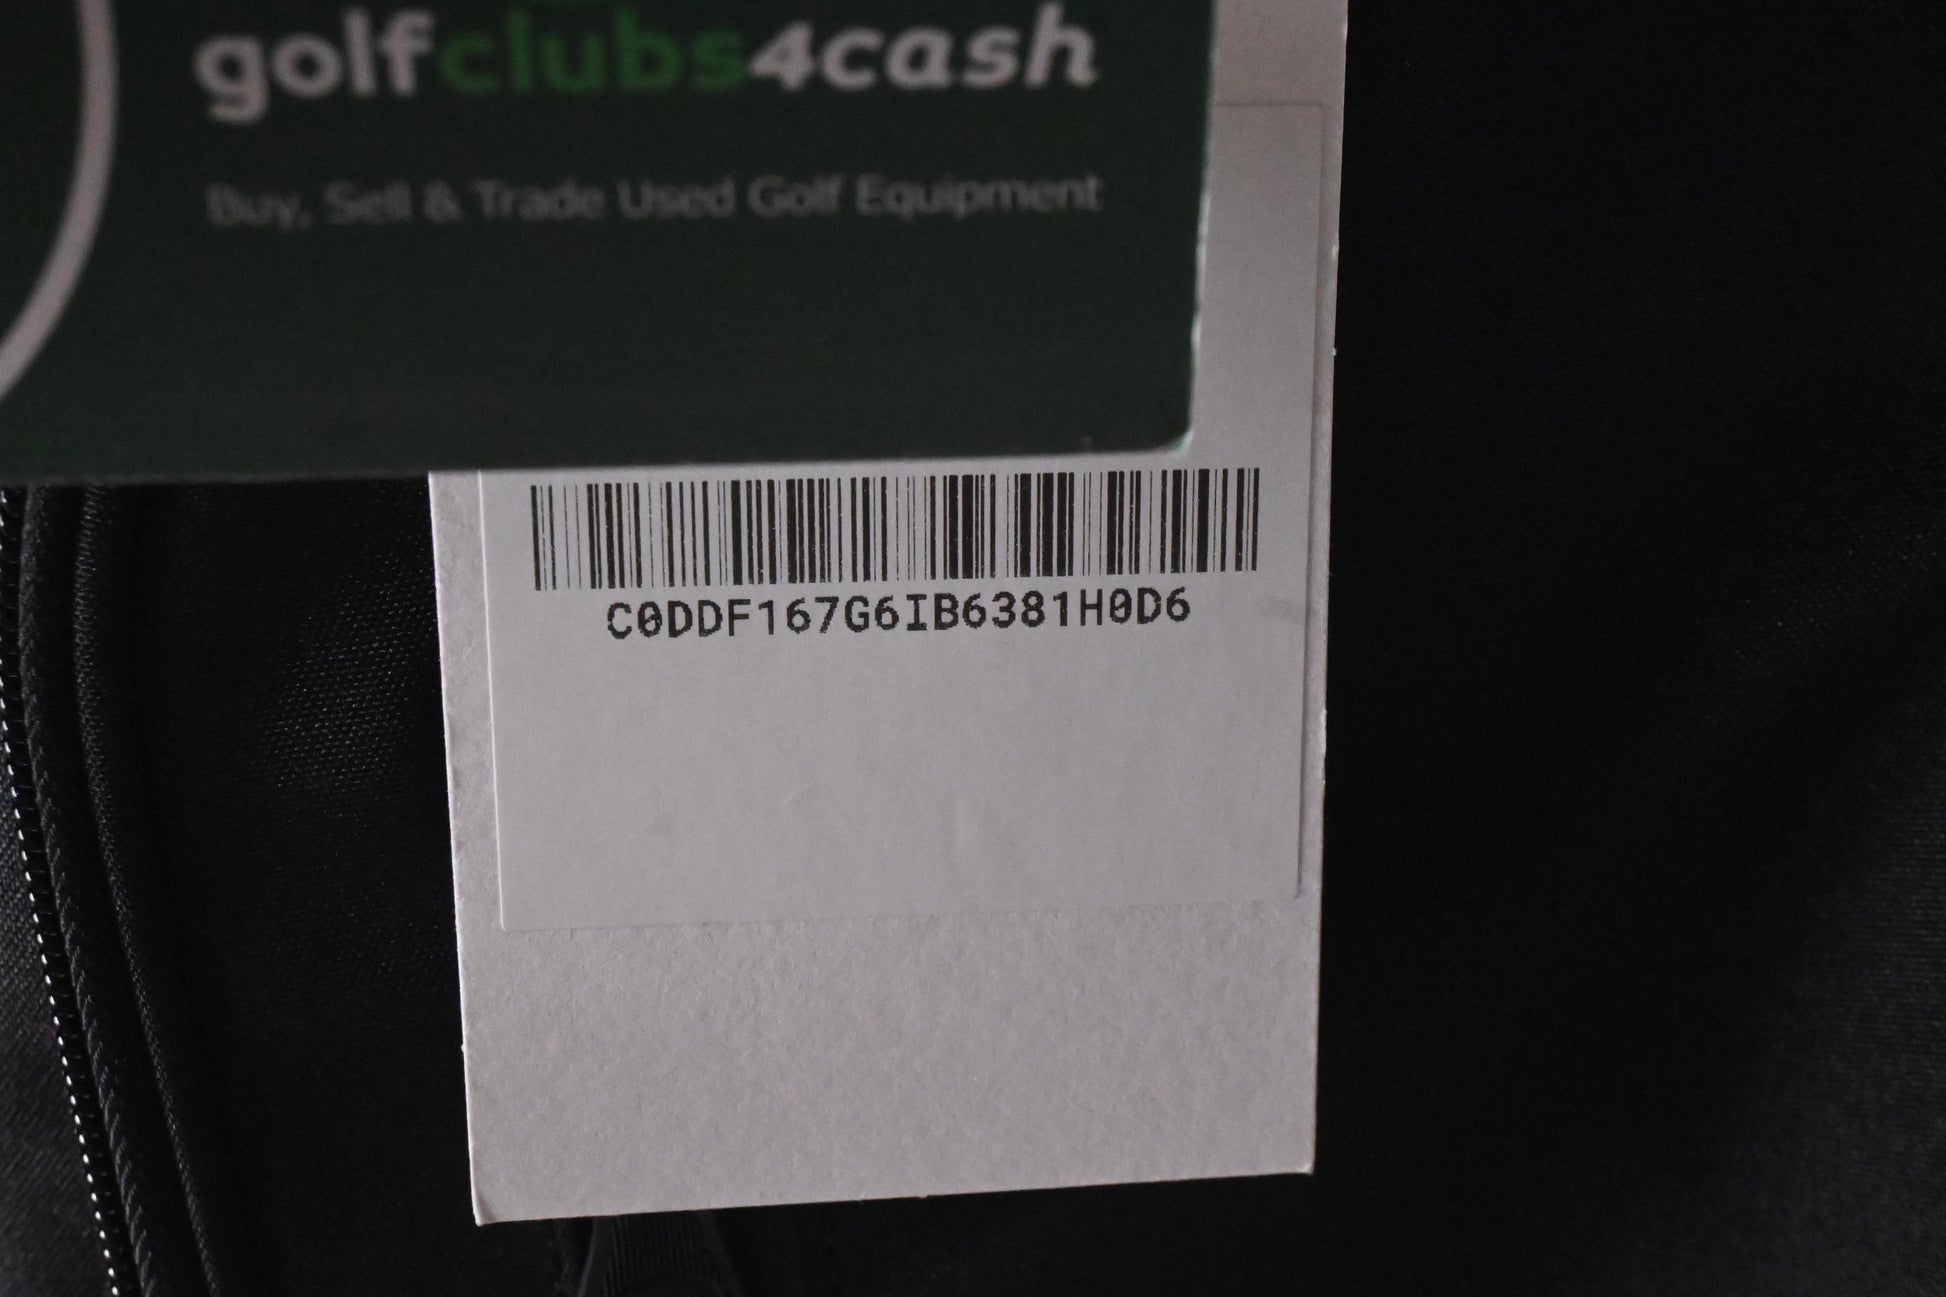 golfclubs4cash
Buy, Sell & Trade Used Golf Equipment
C0DDF167G6IB6381H0D6